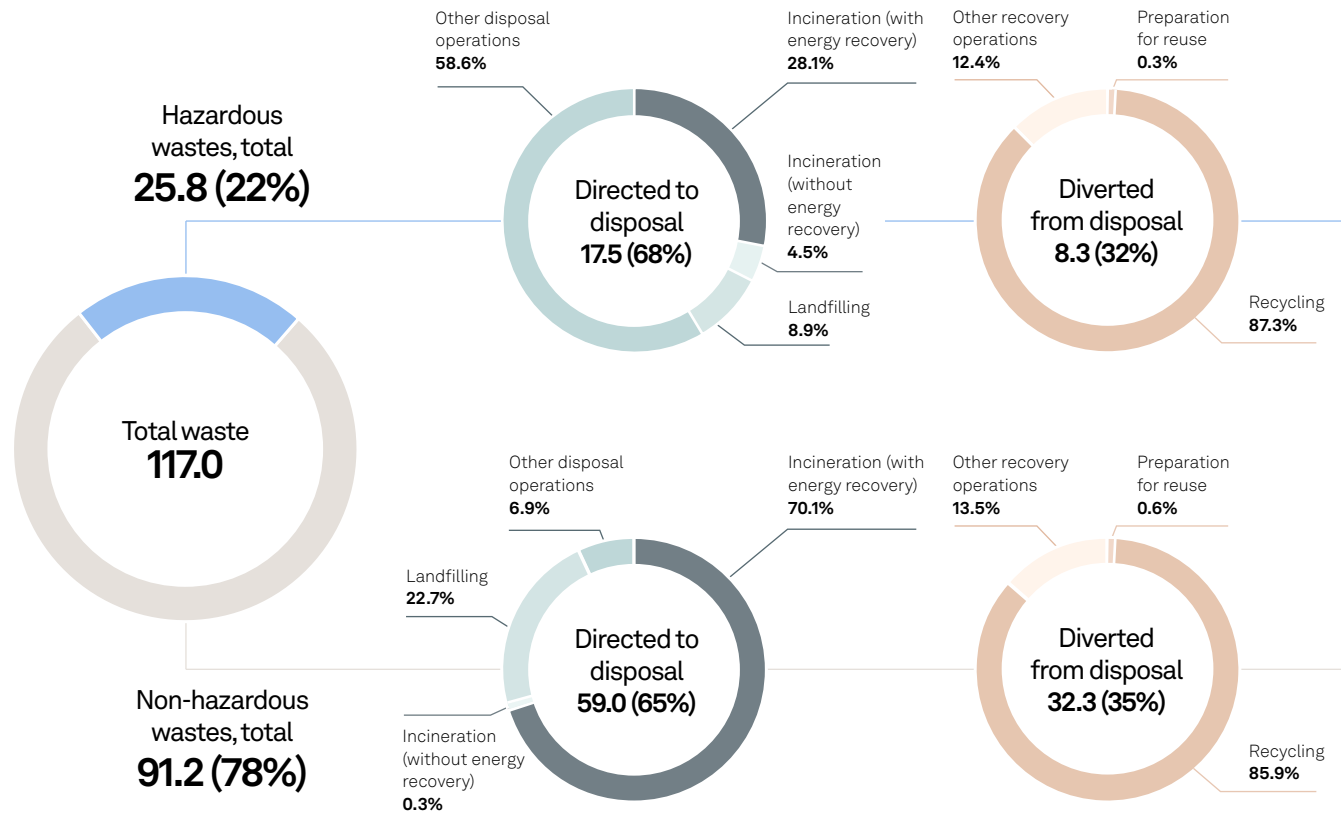 Other disposal
operations
58.6%
Incineration (with
energy recovery)
28.1%
Other recovery
operations
12.4%
Preparation
for reuse
0.3%
Hazardous
wastes, total
25.8 (22%)
Directed to
disposal
17.5 (68%)
Incineration
(without
energy
recovery)
4.5%
Landfilling
8.9%
Diverted
from disposal
8.3 (32%)
Recycling
87.3%
Total waste
117.0
Other disposal
operations
6.9%
Incineration (with
energy recovery)
70.1%
Other recovery
operations
13.5%
Preparation
for reuse
0.6%
Landfilling
22.7%
Directed to
disposal
59.0 (65%)
Diverted
from disposal
32.3 (35%)
Non-hazardous
wastes, total
91.2 (78%)
Incineration
(without energy
recovery)
0.3%
Recycling
85.9%